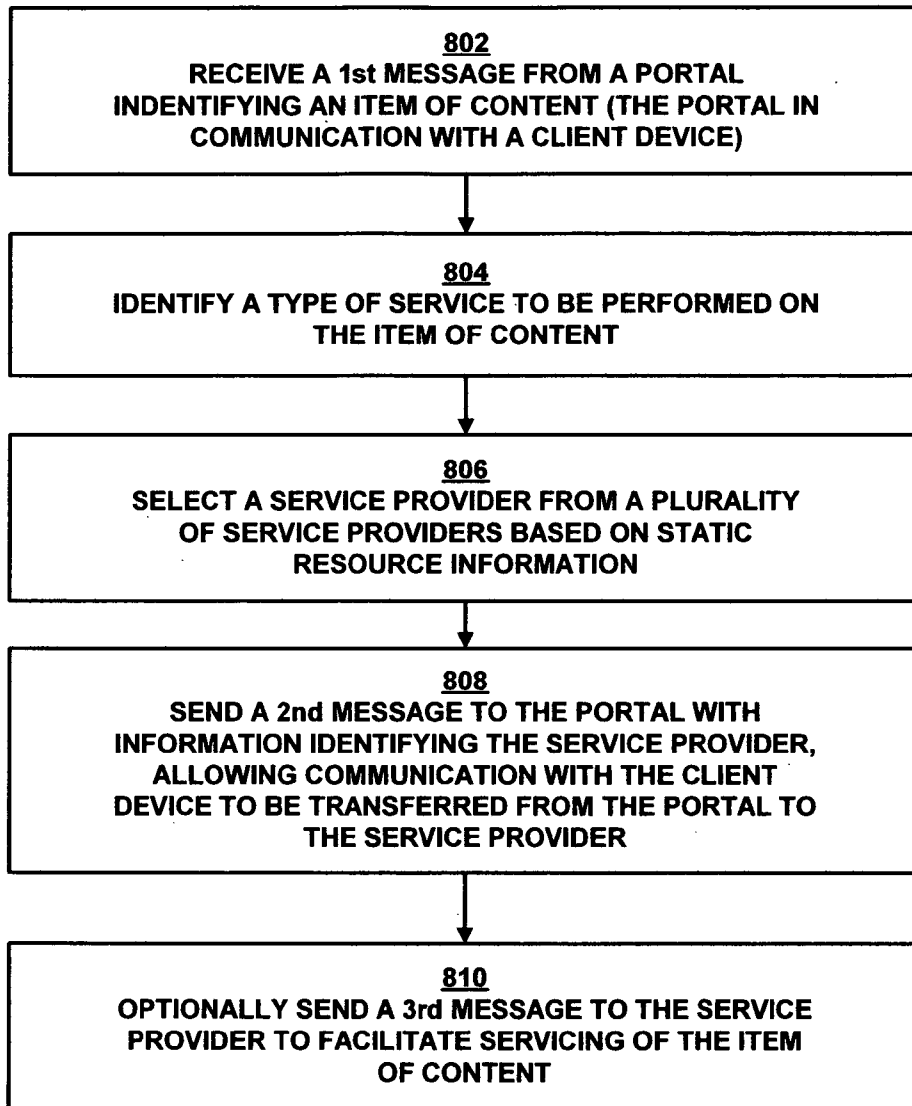 802
RECEIVE A 1st MESSAGE FROM A PORTAL
INDENTIFYING AN ITEM OF CONTENT (THE PORTAL IN
COMMUNICATION WITH A CLIENT DEVICE)
804
IDENTIFY A TYPE OF SERVICE TO BE PERFORMED ON
THE ITEM OF CONTENT
806
SELECT A SERVICE PROVIDER FROM A PLURALITY
OF SERVICE PROVIDERS BASED ON STATIC
RESOURCE INFORMATION
808
SEND A 2nd MESSAGE TO THE PORTAL WITH
INFORMATION IDENTIFYING THE SERVICE PROVIDER,
ALLOWING COMMUNICATION WITH THE CLIENT
DEVICE TO BE TRANSFERRED FROM THE PORTAL TO
THE SERVICE PROVIDER
810
OPTIONALLY SEND A 3rd MESSAGE TO THE SERVICE
PROVIDER TO FACILITATE SERVICING OF THE ITEM
OF CONTENT